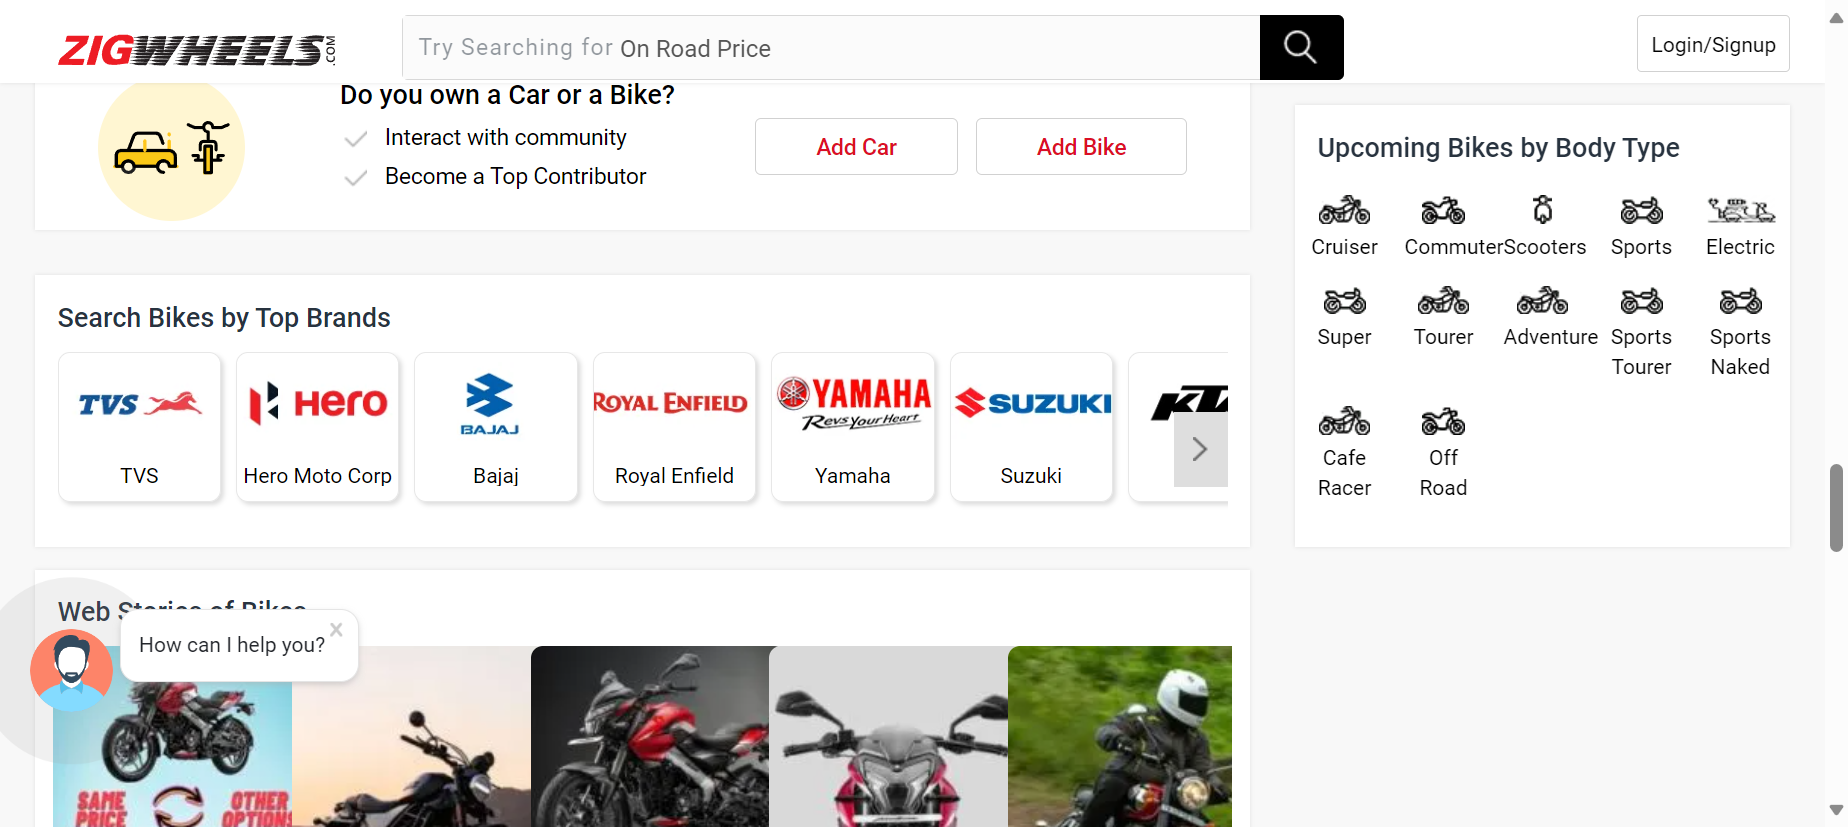 ZIGWHEELS.COM
Try Searching for On Road Price
Login/Signup
Do you own a Car or a Bike?
Interact with community
Become a Top Contributor
Add Car
Add Bike
Upcoming Bikes by Body Type
Cruiser
Commuter
Scooters
Sports
Electric
Super
Tourer
Adventure
Sports Tourer
Sports Naked
Cafe Racer
Off Road
Search Bikes by Top Brands
TVS
HERO
BAJAJ
ROYAL ENFIELD
YAMAHA
Revs Your Heart
SUZUKI
TVS
Hero Moto Corp
Bajaj
Royal Enfield
Yamaha
Suzuki
Web Stories of Bikes
How can I help you?
SAME
PRICE
OTHER
OPTIONS